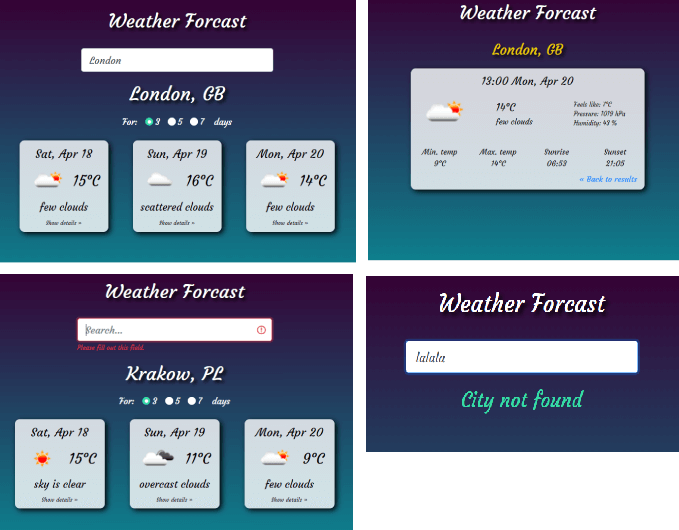 Weather Forcast
London
London, GB
For: 3 5 7 days
Sat, Apr 18
15°C
few clouds
Show details »
Sun, Apr 19
16°C
scattered clouds
Show details »
Mon, Apr 20
14°C
few clouds
Show details »
Weather Forcast
London, GB
13:00 Mon, Apr 20
14°C
few clouds
Feels like: 7°C
Pressure: 1019 hPa
Humidity: 43 %
Min. temp
9°C
Max. temp
14°C
Sunrise
06:53
Sunset
21:05
« Back to results
Weather Forcast
Search...
Please fill out this field.
Krakow, PL
For: 3 5 7 days
Sat, Apr 18
15°C
sky is clear
Show details »
Sun, Apr 19
11°C
overcast clouds
Show details »
Mon, Apr 20
9°C
few clouds
Show details »
Weather Forcast
lalala
City not found